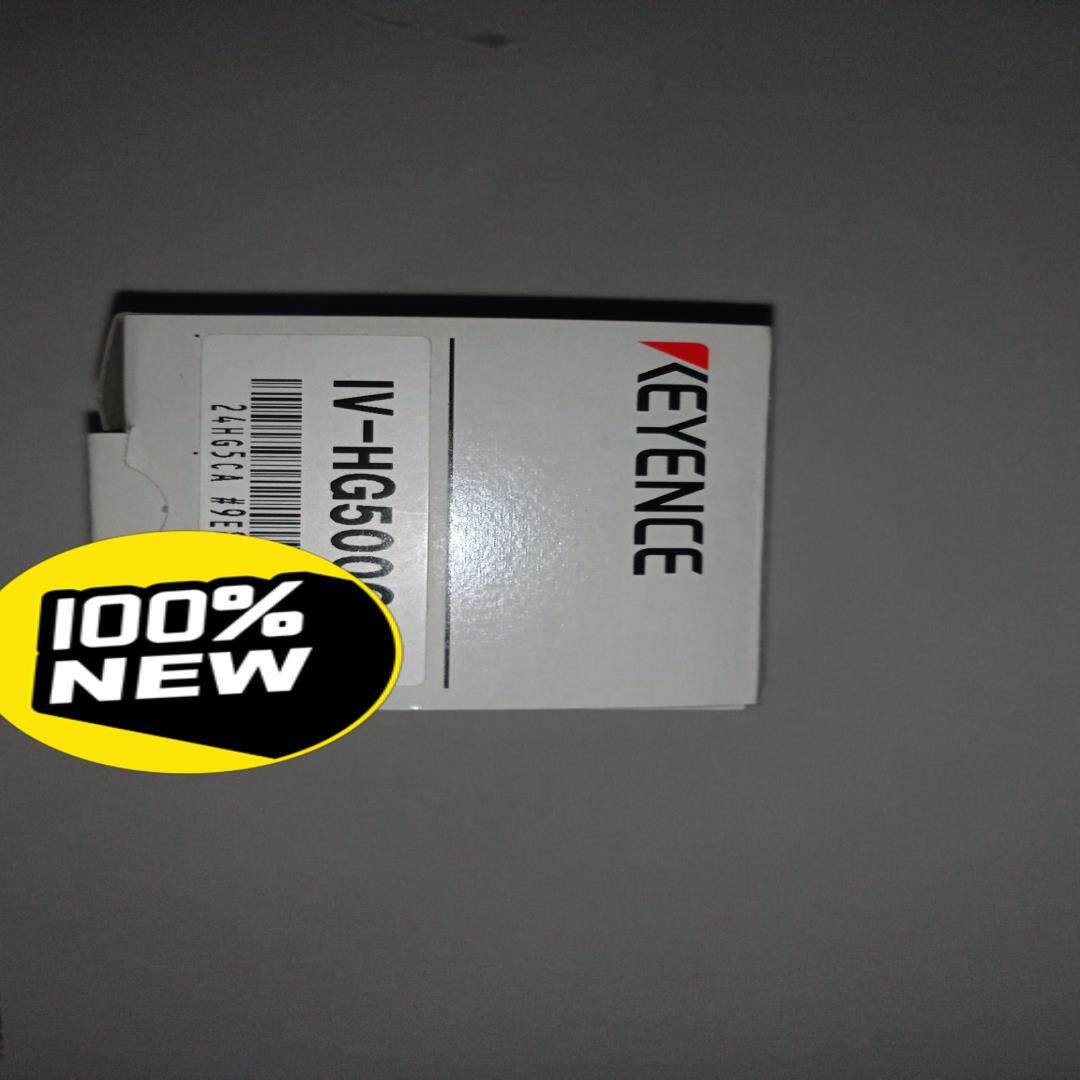 KEYENCE
IV-HG500
24HG5CA #9E
100%
NEW